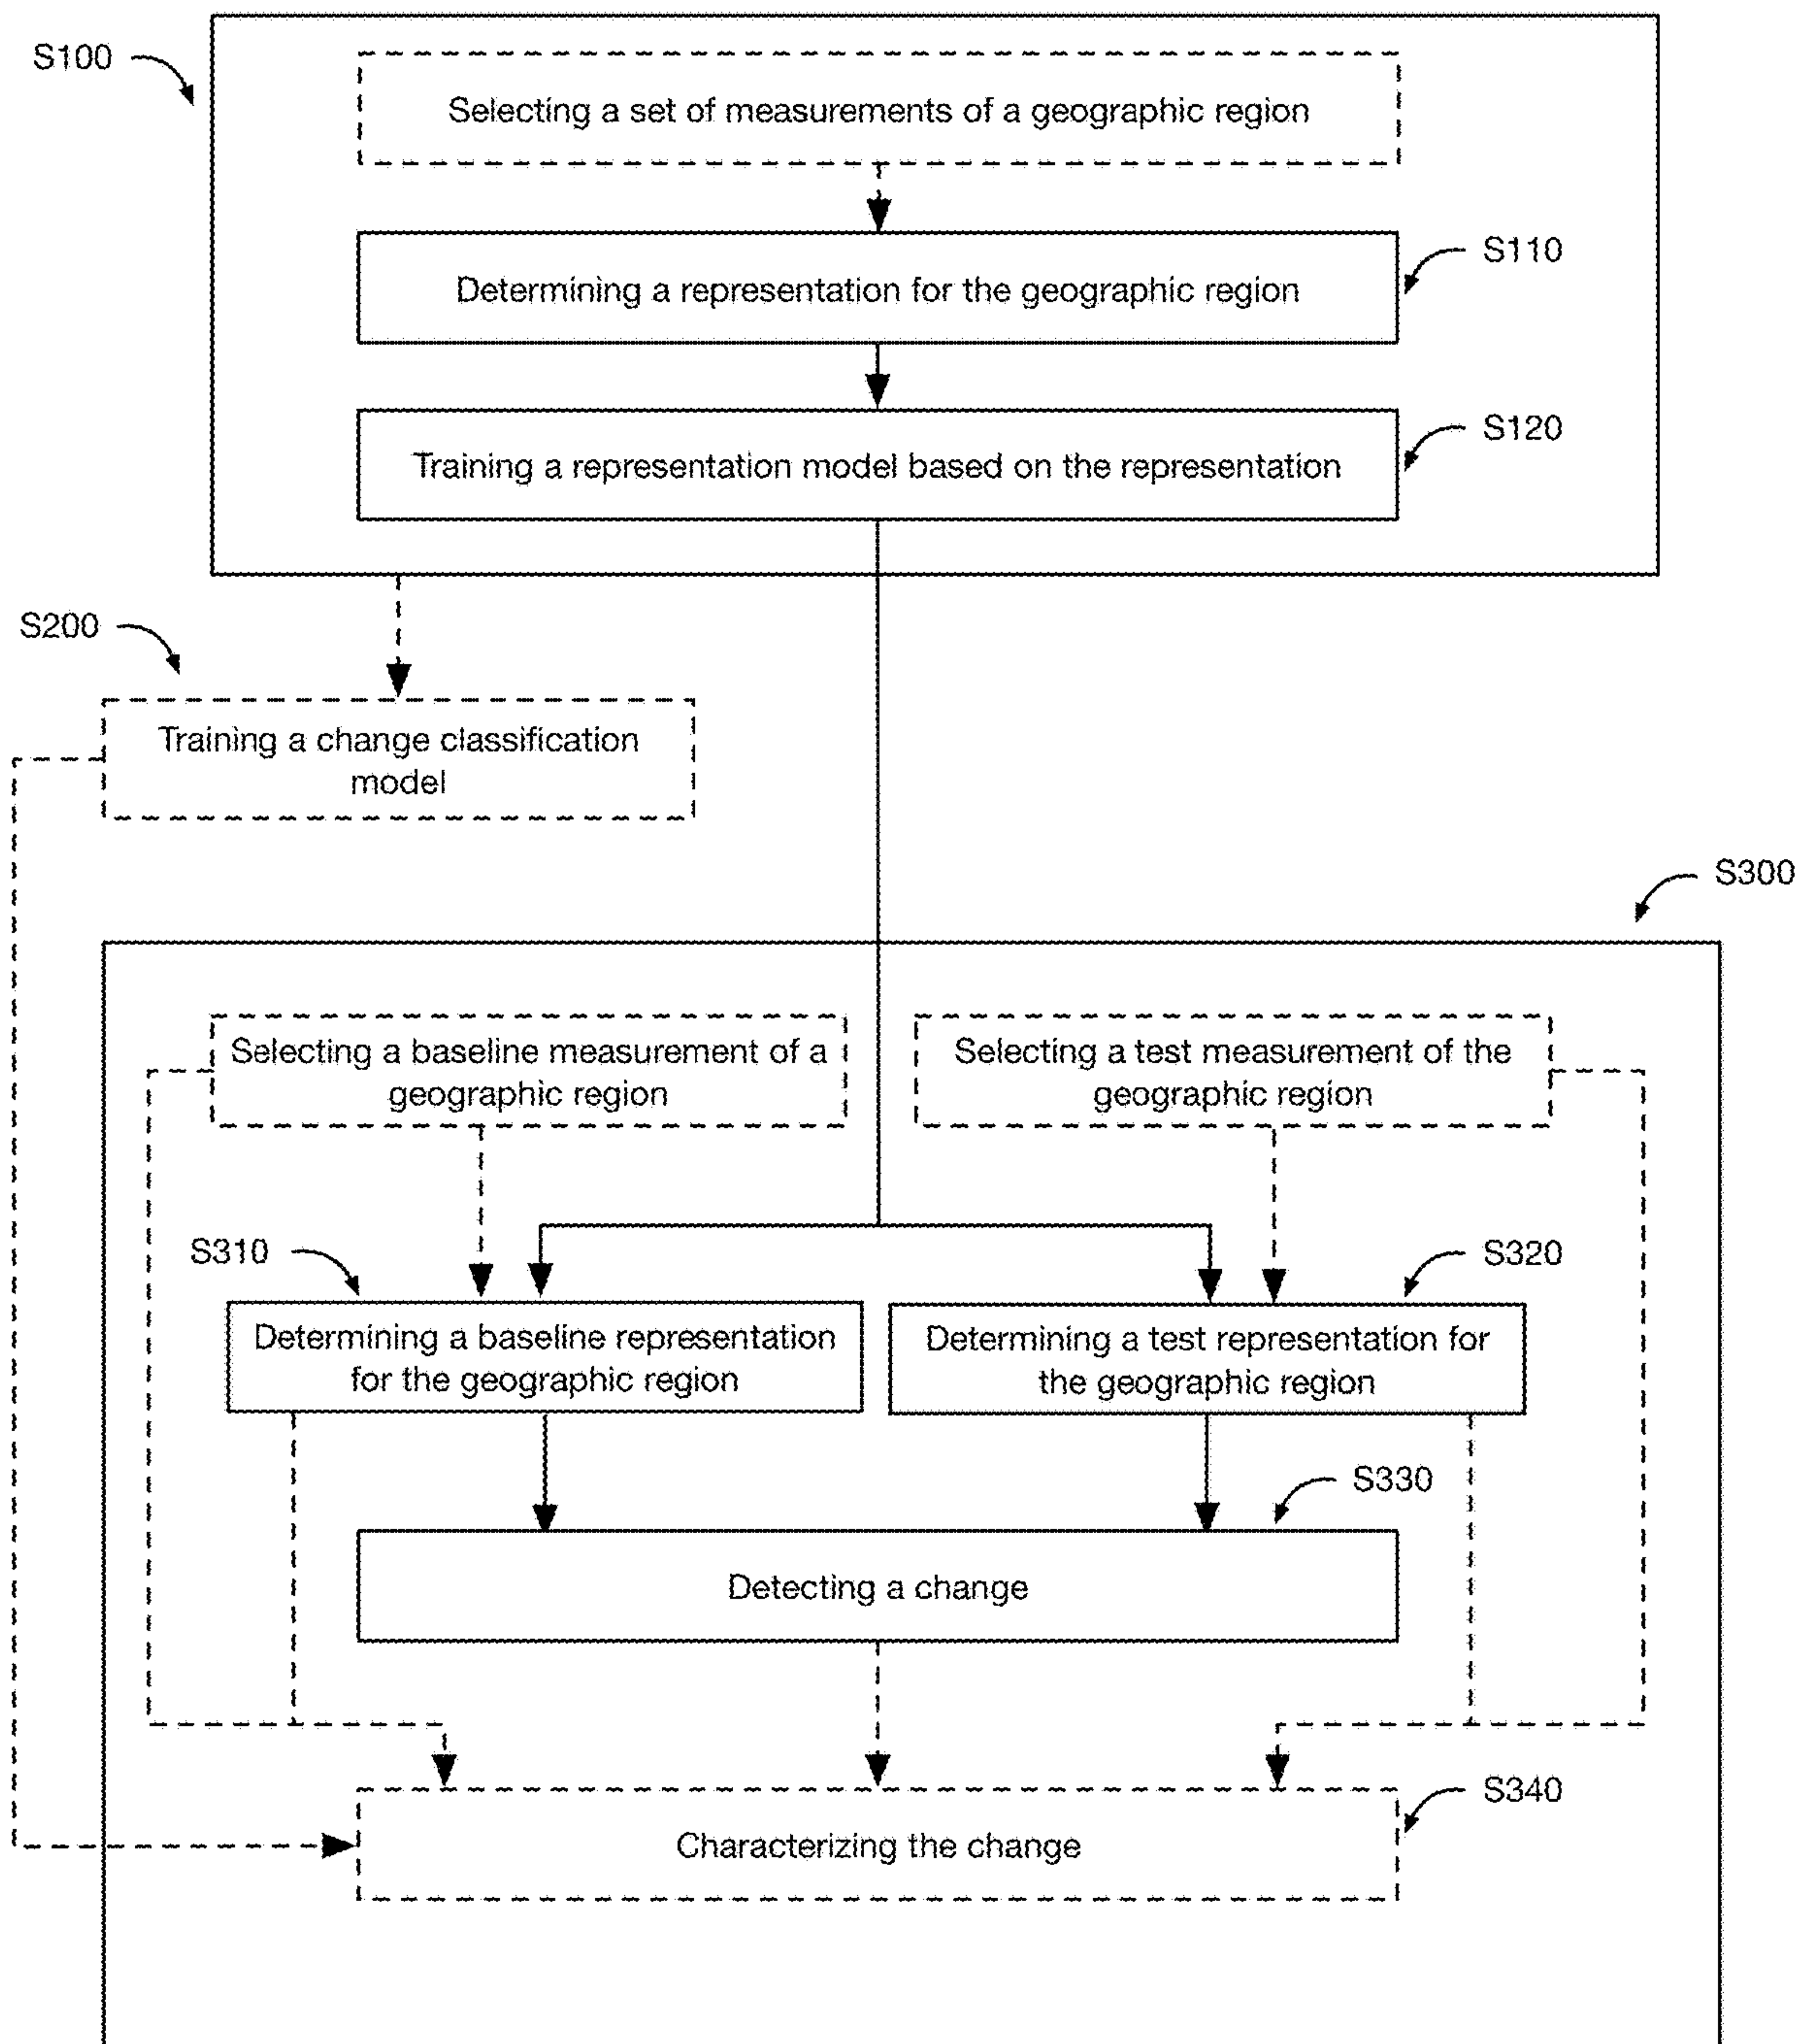 S100
Selecting a set of measurements of a geographic region
S110
Determining a representation for the geographic region
S120
Training a representation model based on the representation
S200
Training a change classification
model
S300
Selecting a baseline measurement of a
geographic region
Selecting a test measurement of the
geographic region
S310
S320
Determining a baseline representation
for the geographic region
Determining a test representation for
the geographic region
S330
Detecting a change
S340
Characterizing the change